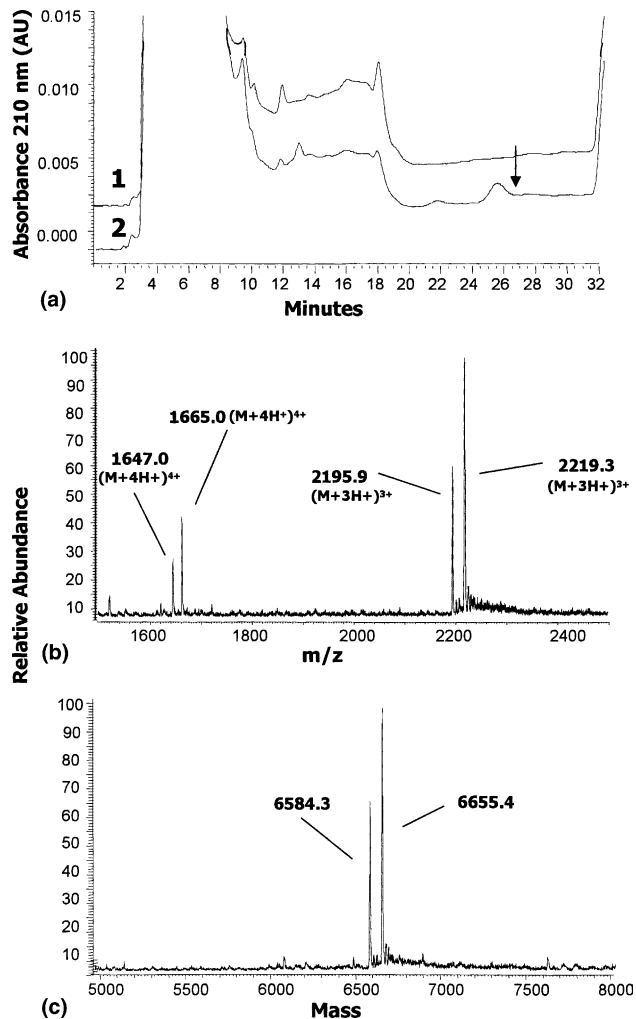 Absorbance 210 nm (AU)
0.015
0.010
0.005
0.000
1
2
2 4 6 8 10 12 14 16 18 20 22 24 26 28 30 32
(a)
Minutes
Relative Abundance
100
90
80
70
60
50
40
30
20
10
1647.0
(M+4H+)4+
1665.0 (M+4H+)4+
2195.9
(M+3H+)3+
2219.3
(M+3H+)3+
1600 1800 2000 2200 2400
(b)
m/z
100
90
80
70
60
50
40
30
20
10
6584.3
6655.4
5000 5500 6000 6500 7000 7500 8000
(c)
Mass